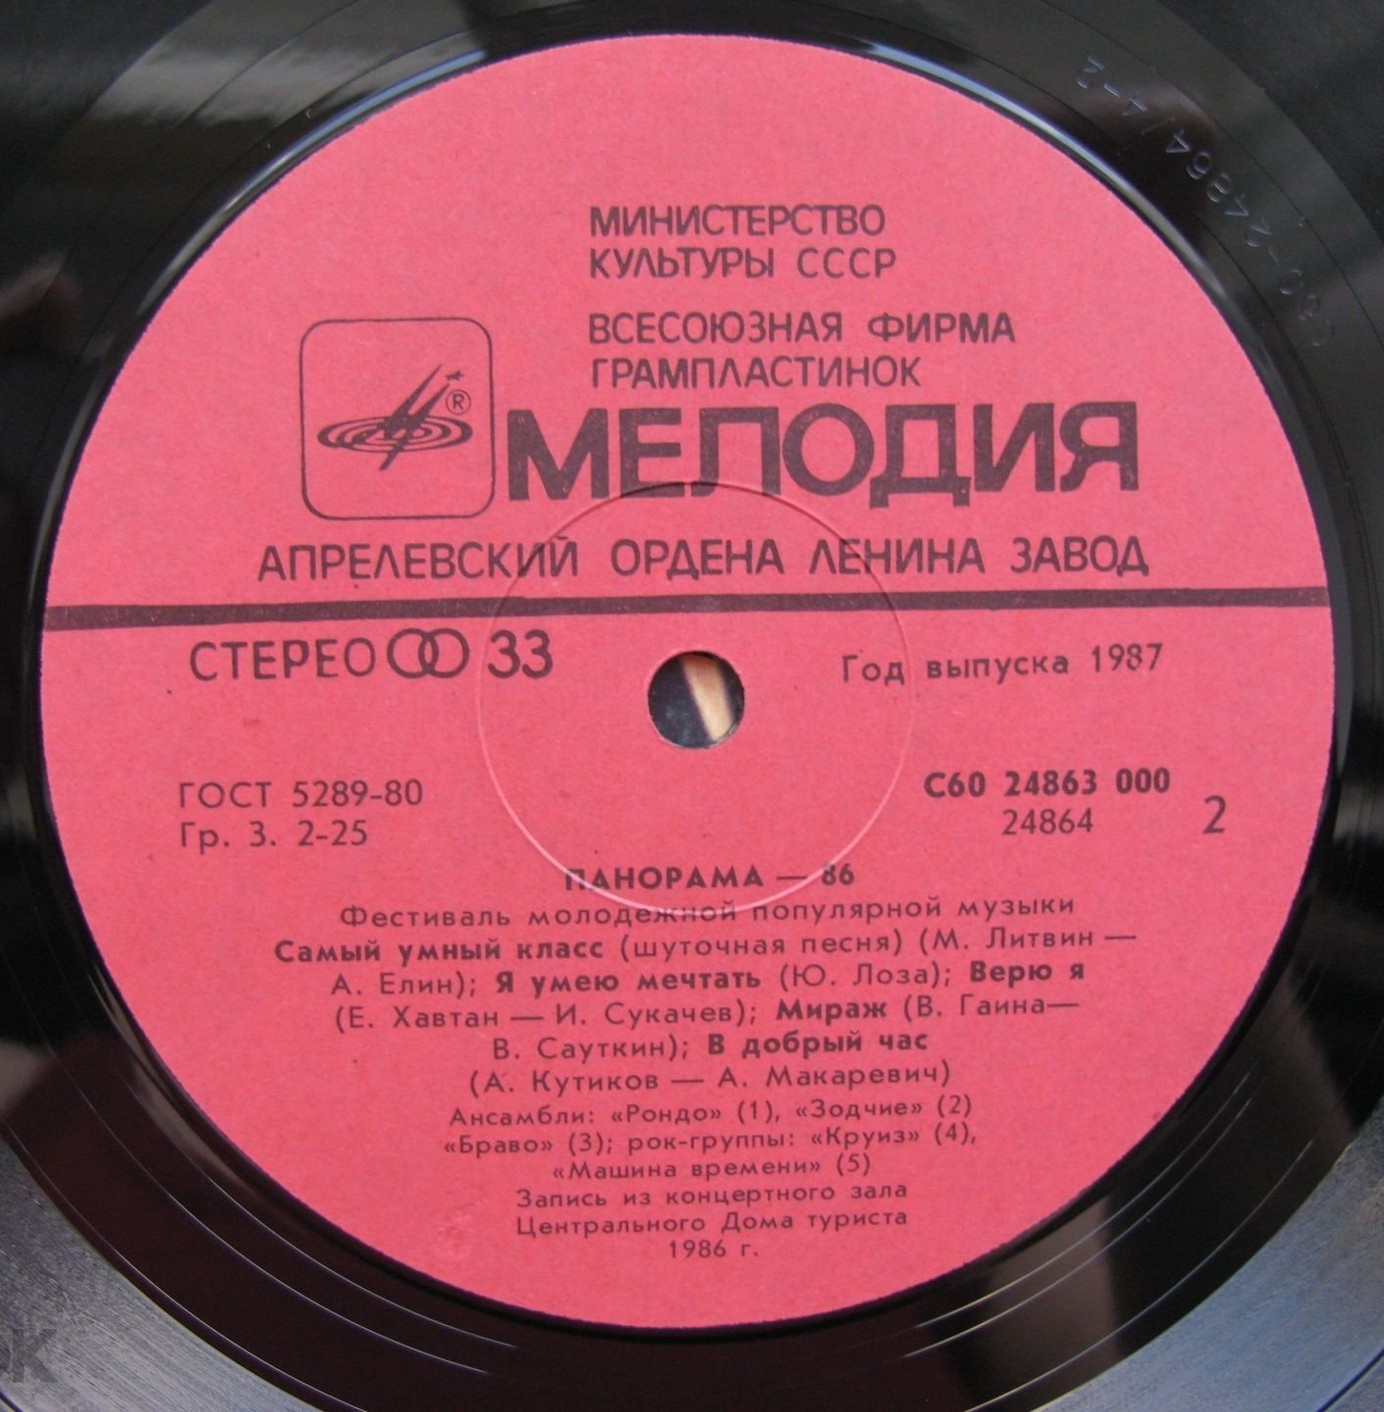 МИНИСТЕРСТВО
КУЛЬТУРЫ СССР
ВСЕСОЮЗНАЯ ФИРМА
ГРАМПЛАСТИНОК
®
МЕЛОДИЯ
АПРЕЛЕВСКИЙ ОРДЕНА ЛЕНИНА ЗАВОД
СТЕРЕО 33
Год выпуска 1987
ГОСТ 5289-80
Гр. 3. 2-25
С60 24863 000
24864
2
ПАНОРАМА — 86
Фестиваль молодежной популярной музыки
Самый умный класс (шуточная песня) (М. Литвин —
А. Елин); Я умею мечтать (Ю. Лоза); Верю я
(Е. Хавтан — И. Сукачев); Мираж (В. Гаина—
В. Сауткин); В добрый час
(А. Кутиков — А. Макаревич)
Ансамбли: «Рондо» (1), «Зодчие» (2)
«Браво» (3); рок-группы: «Круиз» (4),
«Машина времени» (5)
Запись из концертного зала
Центрального Дома туриста
1986 г.
С60-24864/4-2